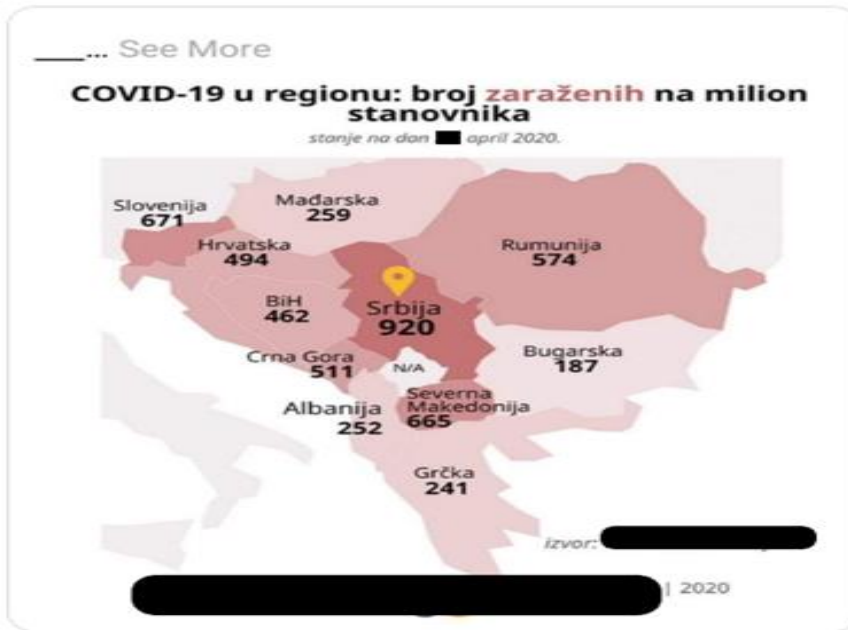 ___... See More
COVID-19 u regionu: broj zaraženih na milion
stanovnika
stanje na dan april 2020.
Slovenija
671
Mađarska
259
Hrvatska
494
Rumunija
574
BiH
462
Srbija
920
Crna Gora
511
N/A
Bugarska
187
Albanija
252
Severna
Makedonija
665
Grčka
241
izvor:
| 2020